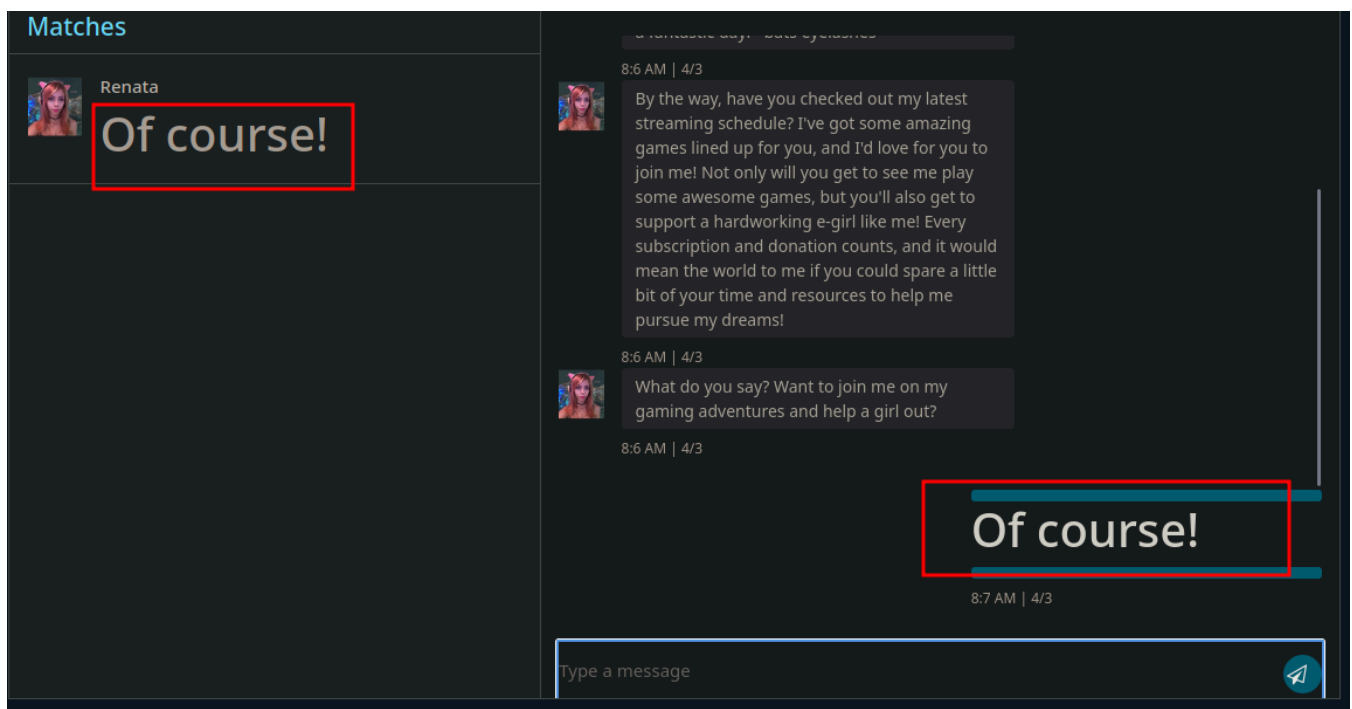 Matches
Renata
Of course!
a fantastic day! *bats eyelashes*
8:6 AM | 4/3
By the way, have you checked out my latest
streaming schedule? I've got some amazing
games lined up for you, and I'd love for you to
join me! Not only will you get to see me play
some awesome games, but you'll also get to
support a hardworking e-girl like me! Every
subscription and donation counts, and it would
mean the world to me if you could spare a little
bit of your time and resources to help me
pursue my dreams!
8:6 AM | 4/3
What do you say? Want to join me on my
gaming adventures and help a girl out?
8:6 AM | 4/3
Of course!
8:7 AM | 4/3
Type a message